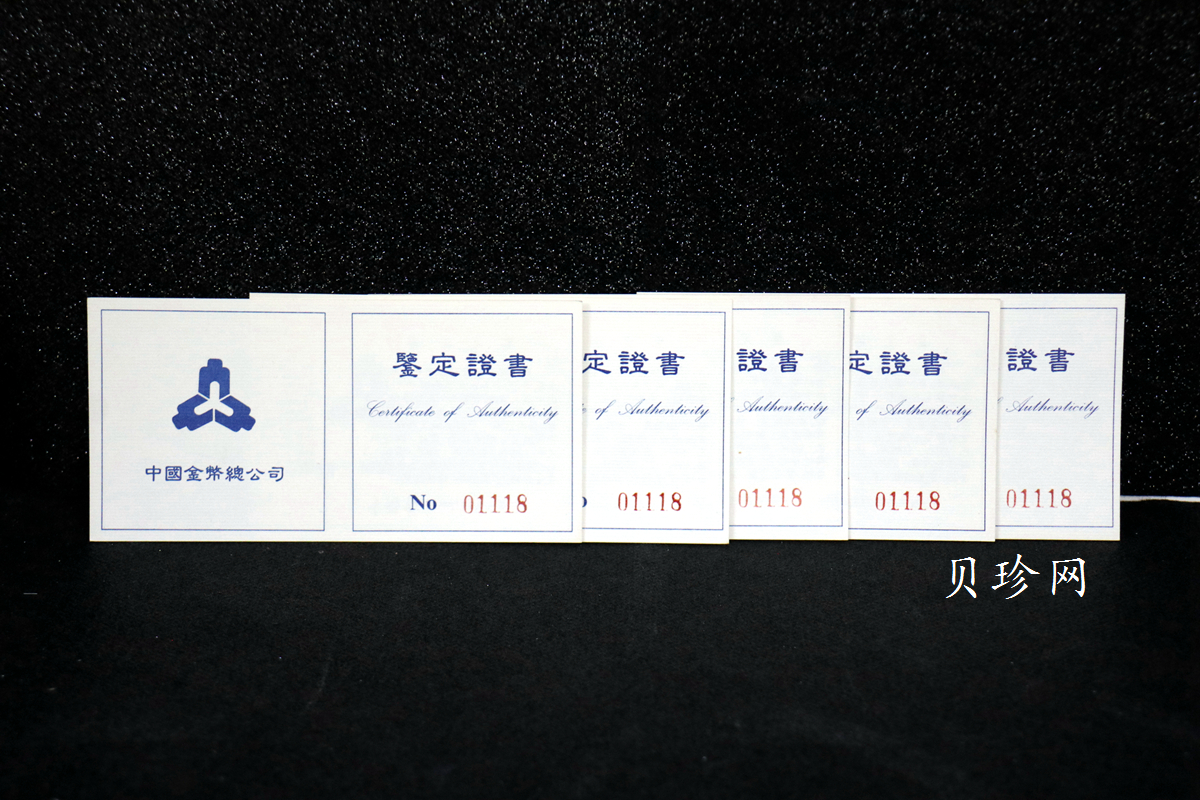 中國金幣總公司
鑒定證書
Certificate of Authenticity
No 01118
定證書
of Authenticity
01118
證書
Authenticity
01118
定證書
of Authenticity
01118
證書
Authenticity
01118
贝珍网